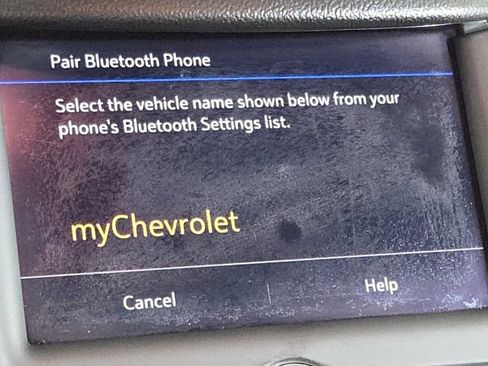 Pair Bluetooth Phone
Select the vehicle name shown below from your
phone's Bluetooth Settings list.
myChevrolet
Cancel
Help